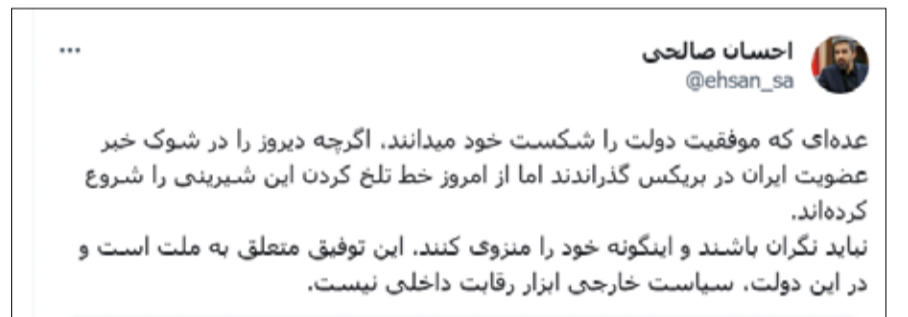 احسان صالحی
@ehsan_sa
عده‌ای که موفقیت دولت را شکست خود میدانند، اگرچه دیروز را در شوک خبر
عضویت ایران در بریکس گذراندند اما از امروز خط تلخ کردن این شیرینی را شروع
کرده‌اند.
نباید نگران باشند و اینگونه خود را منزوی کنند. این توفیق متعلق به ملت است و
در این دولت، سیاست خارجی ابزار رقابت داخلی نیست.